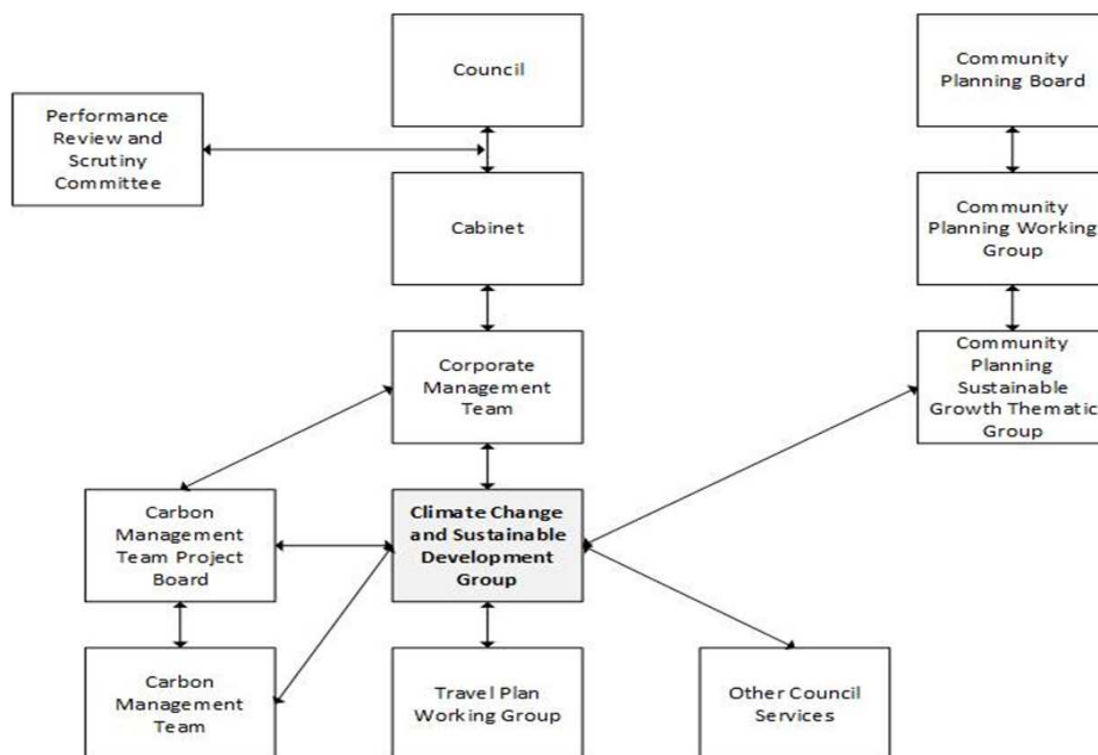 Council
Community
Planning Board
Performance
Review and
Scrutiny
Committee
Cabinet
Community
Planning Working
Group
Corporate
Management
Team
Community
Planning
Sustainable
Growth Thematic
Group
Carbon
Management
Team Project
Board
Climate Change
and Sustainable
Development
Group
Carbon
Management
Team
Travel Plan
Working Group
Other Council
Services